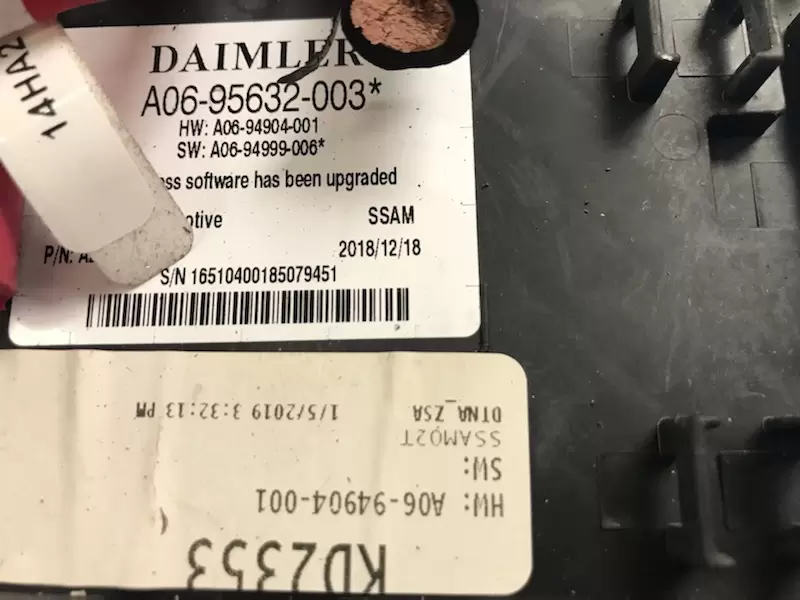 14HA2
DAIMLER
A06-95632-003*
HW: A06-94904-001
SW: A06-94999-006*
software has been upgraded
SSAM
P/N:
2018/12/18
S/N 16510400185079451
KD2353
HW: A06-94904-001
SW:
SSAM02T
DTNA_ZSA 1/5/2019 3:32:13 PM